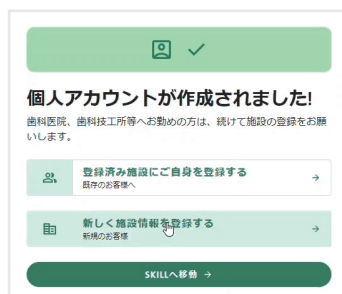 個人アカウントが作成されました!
歯科医院、歯科技工所等へお勤めの方は、続けて施設の登録をお願
いします。
登録済み施設にご自身を登録する
既存のお客様へ
新しく施設情報を登録する
新規のお客様
SKILLへ移動 →